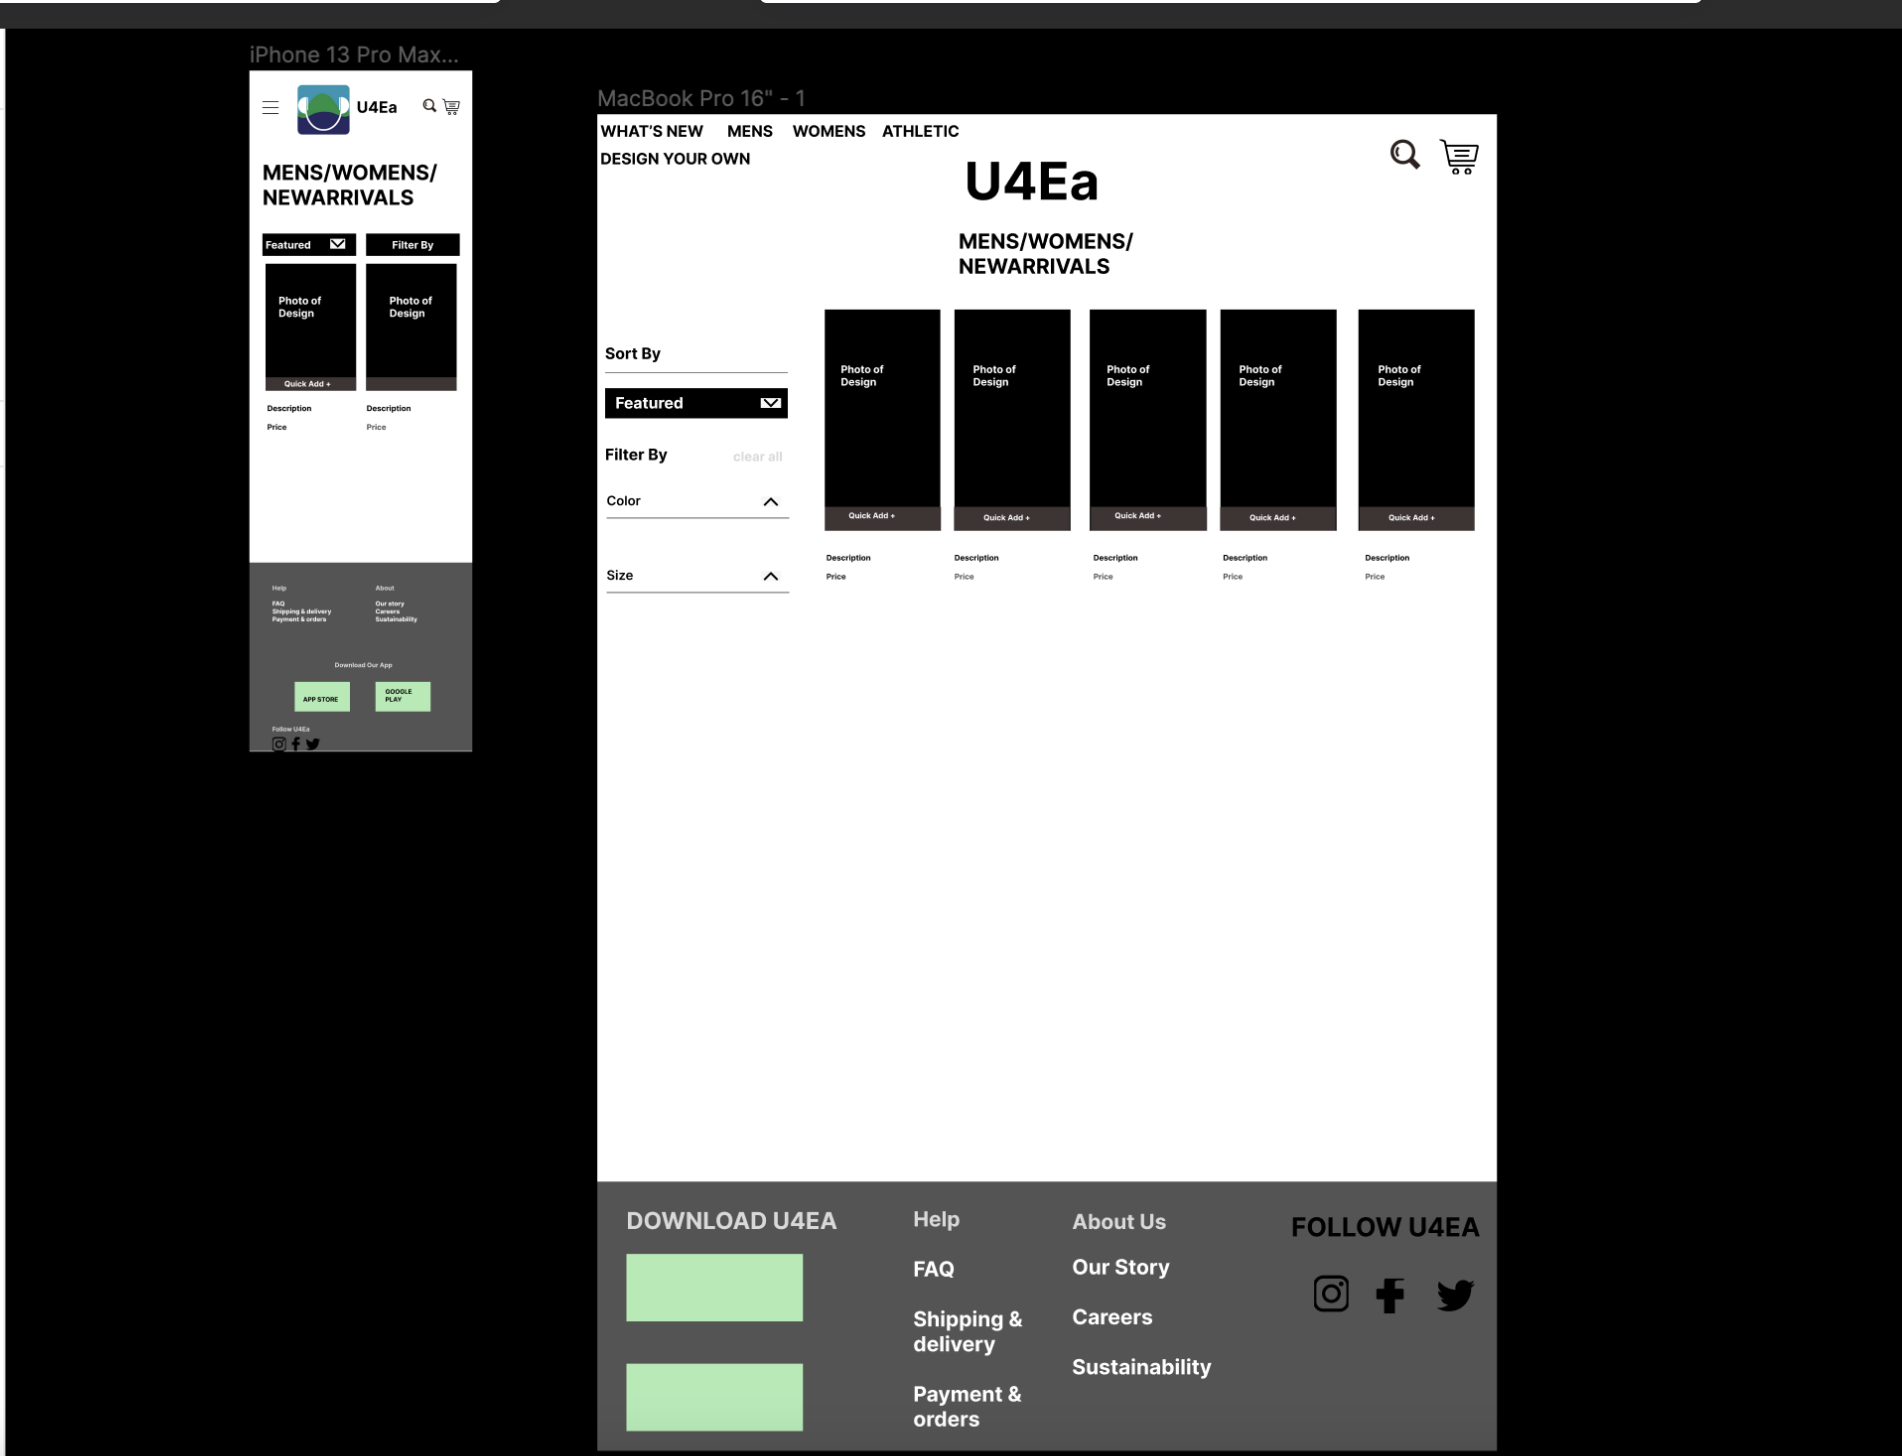 iPhone 13 Pro Max...
U4Ea
MENS/WOMENS/
NEWARRIVALS
Featured
Filter By
Photo of
Design
Photo of
Design
Quick Add +
Description
Description
Price
Price
Help
About
FAQ
Our story
Shipping & delivery
Careers
Payment & orders
Sustainability
Download Our App
APP STORE
GOOGLE
PLAY
Follow U4Ea
MacBook Pro 16" - 1
WHAT'S NEW MENS WOMENS ATHLETIC
DESIGN YOUR OWN
U4Ea
MENS/WOMENS/
NEWARRIVALS
Sort By
Featured
Filter By
clear all
Color
Size
Photo of
Design
Photo of
Design
Photo of
Design
Photo of
Design
Photo of
Design
Quick Add +
Quick Add +
Quick Add +
Quick Add +
Quick Add +
Description
Description
Description
Description
Description
Price
Price
Price
Price
Price
DOWNLOAD U4EA
Help
FAQ
Shipping &
delivery
Payment &
orders
About Us
Our Story
Careers
Sustainability
FOLLOW U4EA